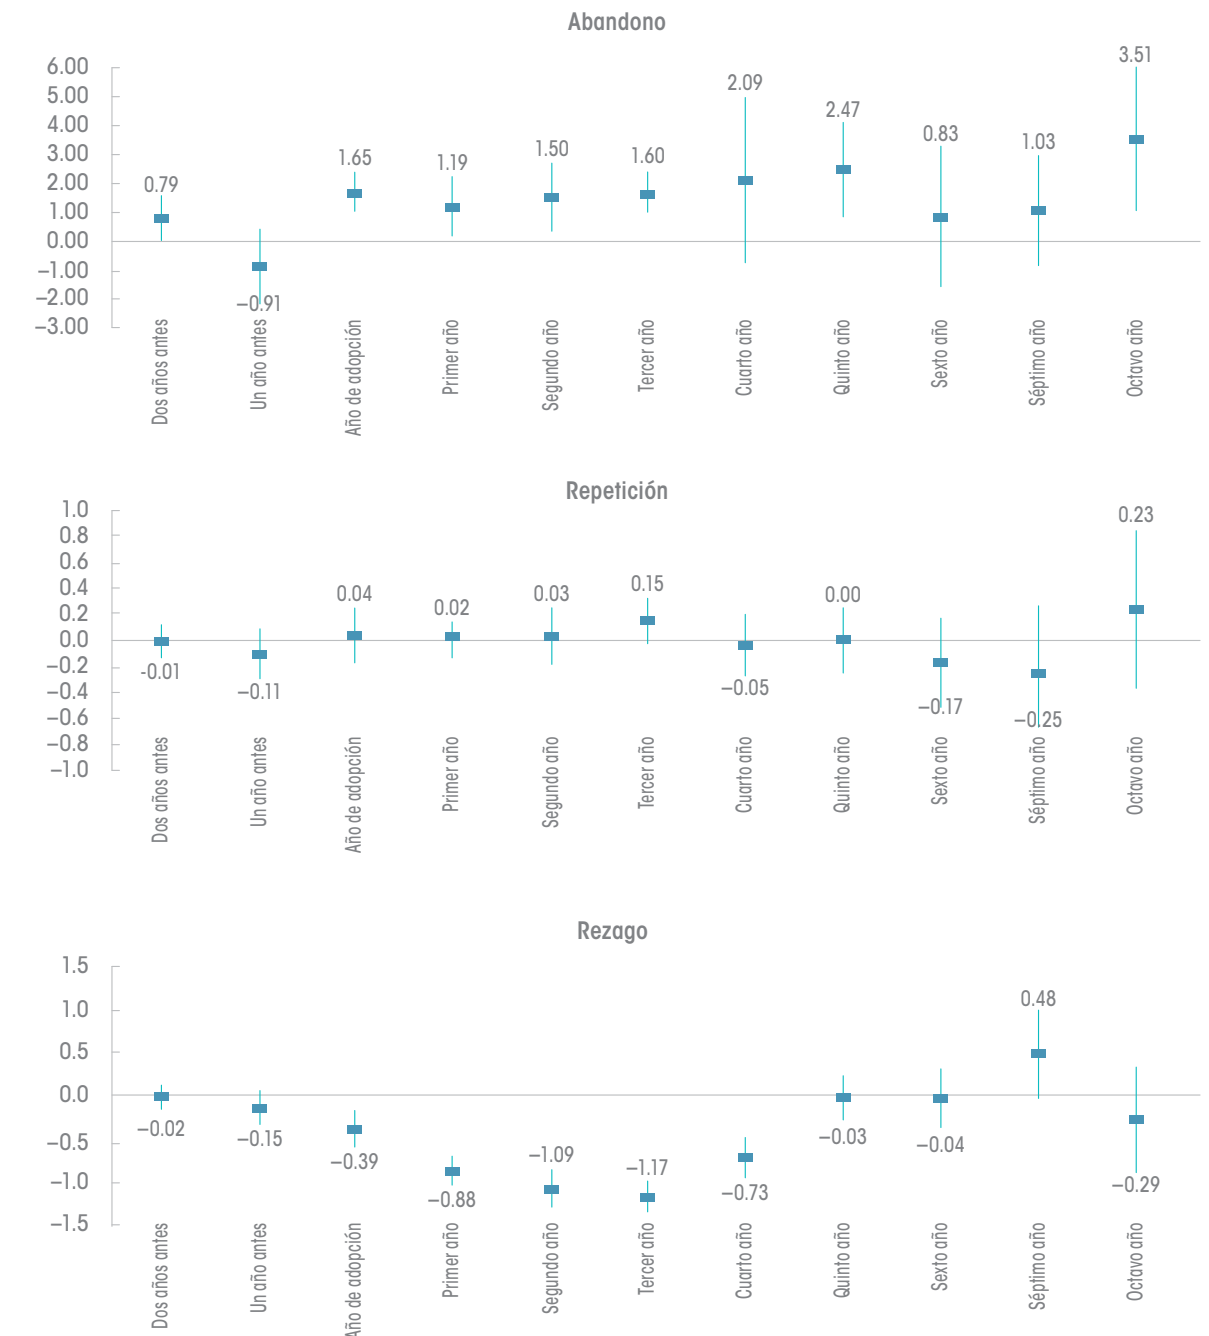 Abandono
6.00
5.00
4.00
3.00
2.00
1.00
0.00
–1.00
–2.00
–3.00
0.79
–0.91
1.65
1.19
1.50
1.60
2.09
2.47
0.83
1.03
3.51
Dos años antes
Un año antes
Año de adopción
Primer año
Segundo año
Tercer año
Cuarto año
Quinto año
Sexto año
Séptimo año
Octavo año
Repetición
1.0
0.8
0.6
0.4
0.2
0.0
–0.2
–0.4
–0.6
–0.8
–1.0
-0.01
–0.11
0.04
0.02
0.03
0.15
–0.05
0.00
–0.17
–0.25
0.23
Dos años antes
Un año antes
Año de adopción
Primer año
Segundo año
Tercer año
Cuarto año
Quinto año
Sexto año
Séptimo año
Octavo año
Rezago
1.5
1.0
0.5
0.0
–0.5
–1.0
–1.5
–0.02
–0.15
–0.39
–0.88
–1.09
–1.17
–0.73
–0.03
–0.04
0.48
–0.29
Dos años antes
Un año antes
Año de adopción
Primer año
Segundo año
Tercer año
Cuarto año
Quinto año
Sexto año
Séptimo año
Octavo año